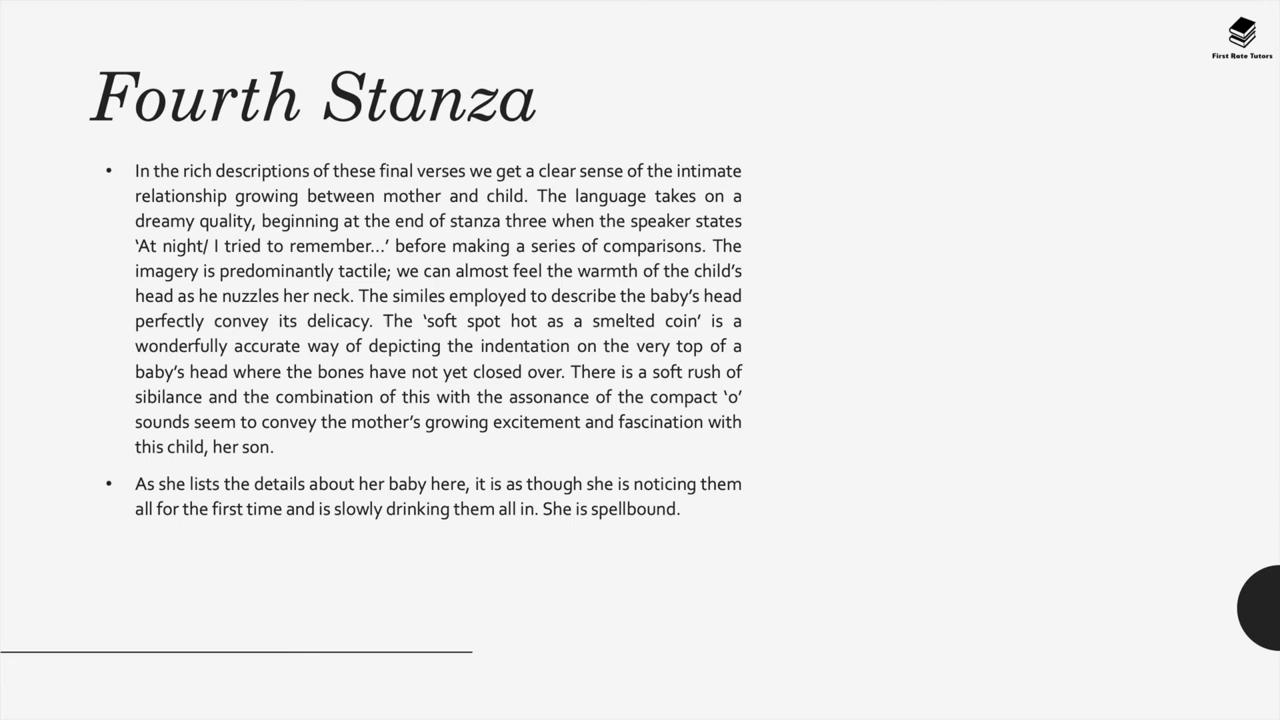 First Rate Tutors
Fourth Stanza
• In the rich descriptions of these final verses we get a clear sense of the intimate
relationship growing between mother and child. The language takes on a
dreamy quality, beginning at the end of stanza three when the speaker states
‘At night/ I tried to remember...’ before making a series of comparisons. The
imagery is predominantly tactile; we can almost feel the warmth of the child’s
head as he nuzzles her neck. The similes employed to describe the baby’s head
perfectly convey its delicacy. The ‘soft spot hot as a smelted coin’ is a
wonderfully accurate way of depicting the indentation on the very top of a
baby’s head where the bones have not yet closed over. There is a soft rush of
sibilance and the combination of this with the assonance of the compact ‘o’
sounds seem to convey the mother’s growing excitement and fascination with
this child, her son.
• As she lists the details about her baby here, it is as though she is noticing them
all for the first time and is slowly drinking them all in. She is spellbound.